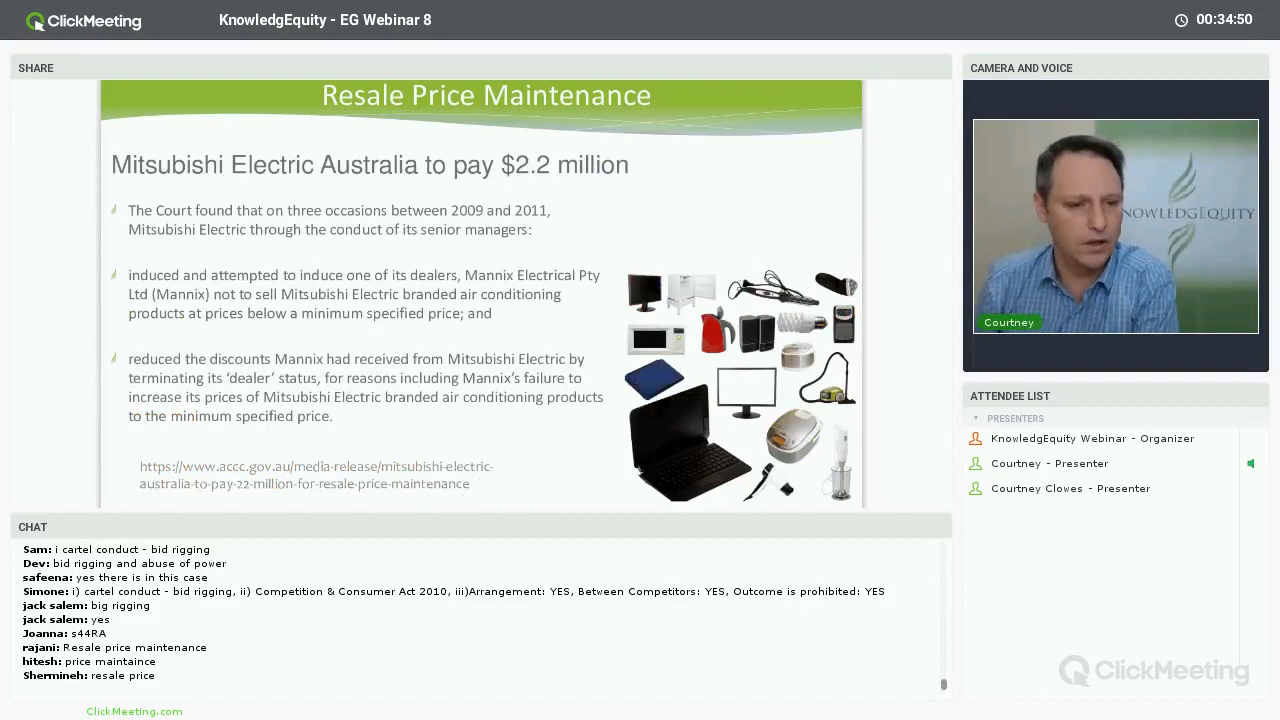 ClickMeeting
KnowledgEquity - EG Webinar 8
00:34:50
SHARE
Resale Price Maintenance
Mitsubishi Electric Australia to pay $2.2 million
The Court found that on three occasions between 2009 and 2011,
Mitsubishi Electric through the conduct of its senior managers:
induced and attempted to induce one of its dealers, Mannix Electrical Pty
Ltd (Mannix) not to sell Mitsubishi Electric branded air conditioning
products at prices below a minimum specified price; and
reduced the discounts Mannix had received from Mitsubishi Electric by
terminating its ‘dealer’ status, for reasons including Mannix’s failure to
increase its prices of Mitsubishi Electric branded air conditioning products
to the minimum specified price.
https://www.accc.gov.au/media-release/mitsubishi-electric-
australia-to-pay-22-million-for-resale-price-maintenance
CAMERA AND VOICE
NOWLEDGEQUITY
Courtney
ATTENDEE LIST
PRESENTERS
KnowledgEquity Webinar - Organizer
Courtney - Presenter
Courtney Clowes - Presenter
CHAT
Sam: i cartel conduct - bid rigging
Dev: bid rigging and abuse of power
safeena: yes there is in this case
Simone: i) cartel conduct - bid rigging, ii) Competition & Consumer Act 2010, iii)Arrangement: YES, Between Competitors: YES, Outcome is prohibited: YES
jack salem: big rigging
jack salem: yes
Joanna: s44RA
rajani: Resale price maintenance
hitesh: price maintaince
Shermineh: resale price
ClickMeeting
ClickMeeting.com